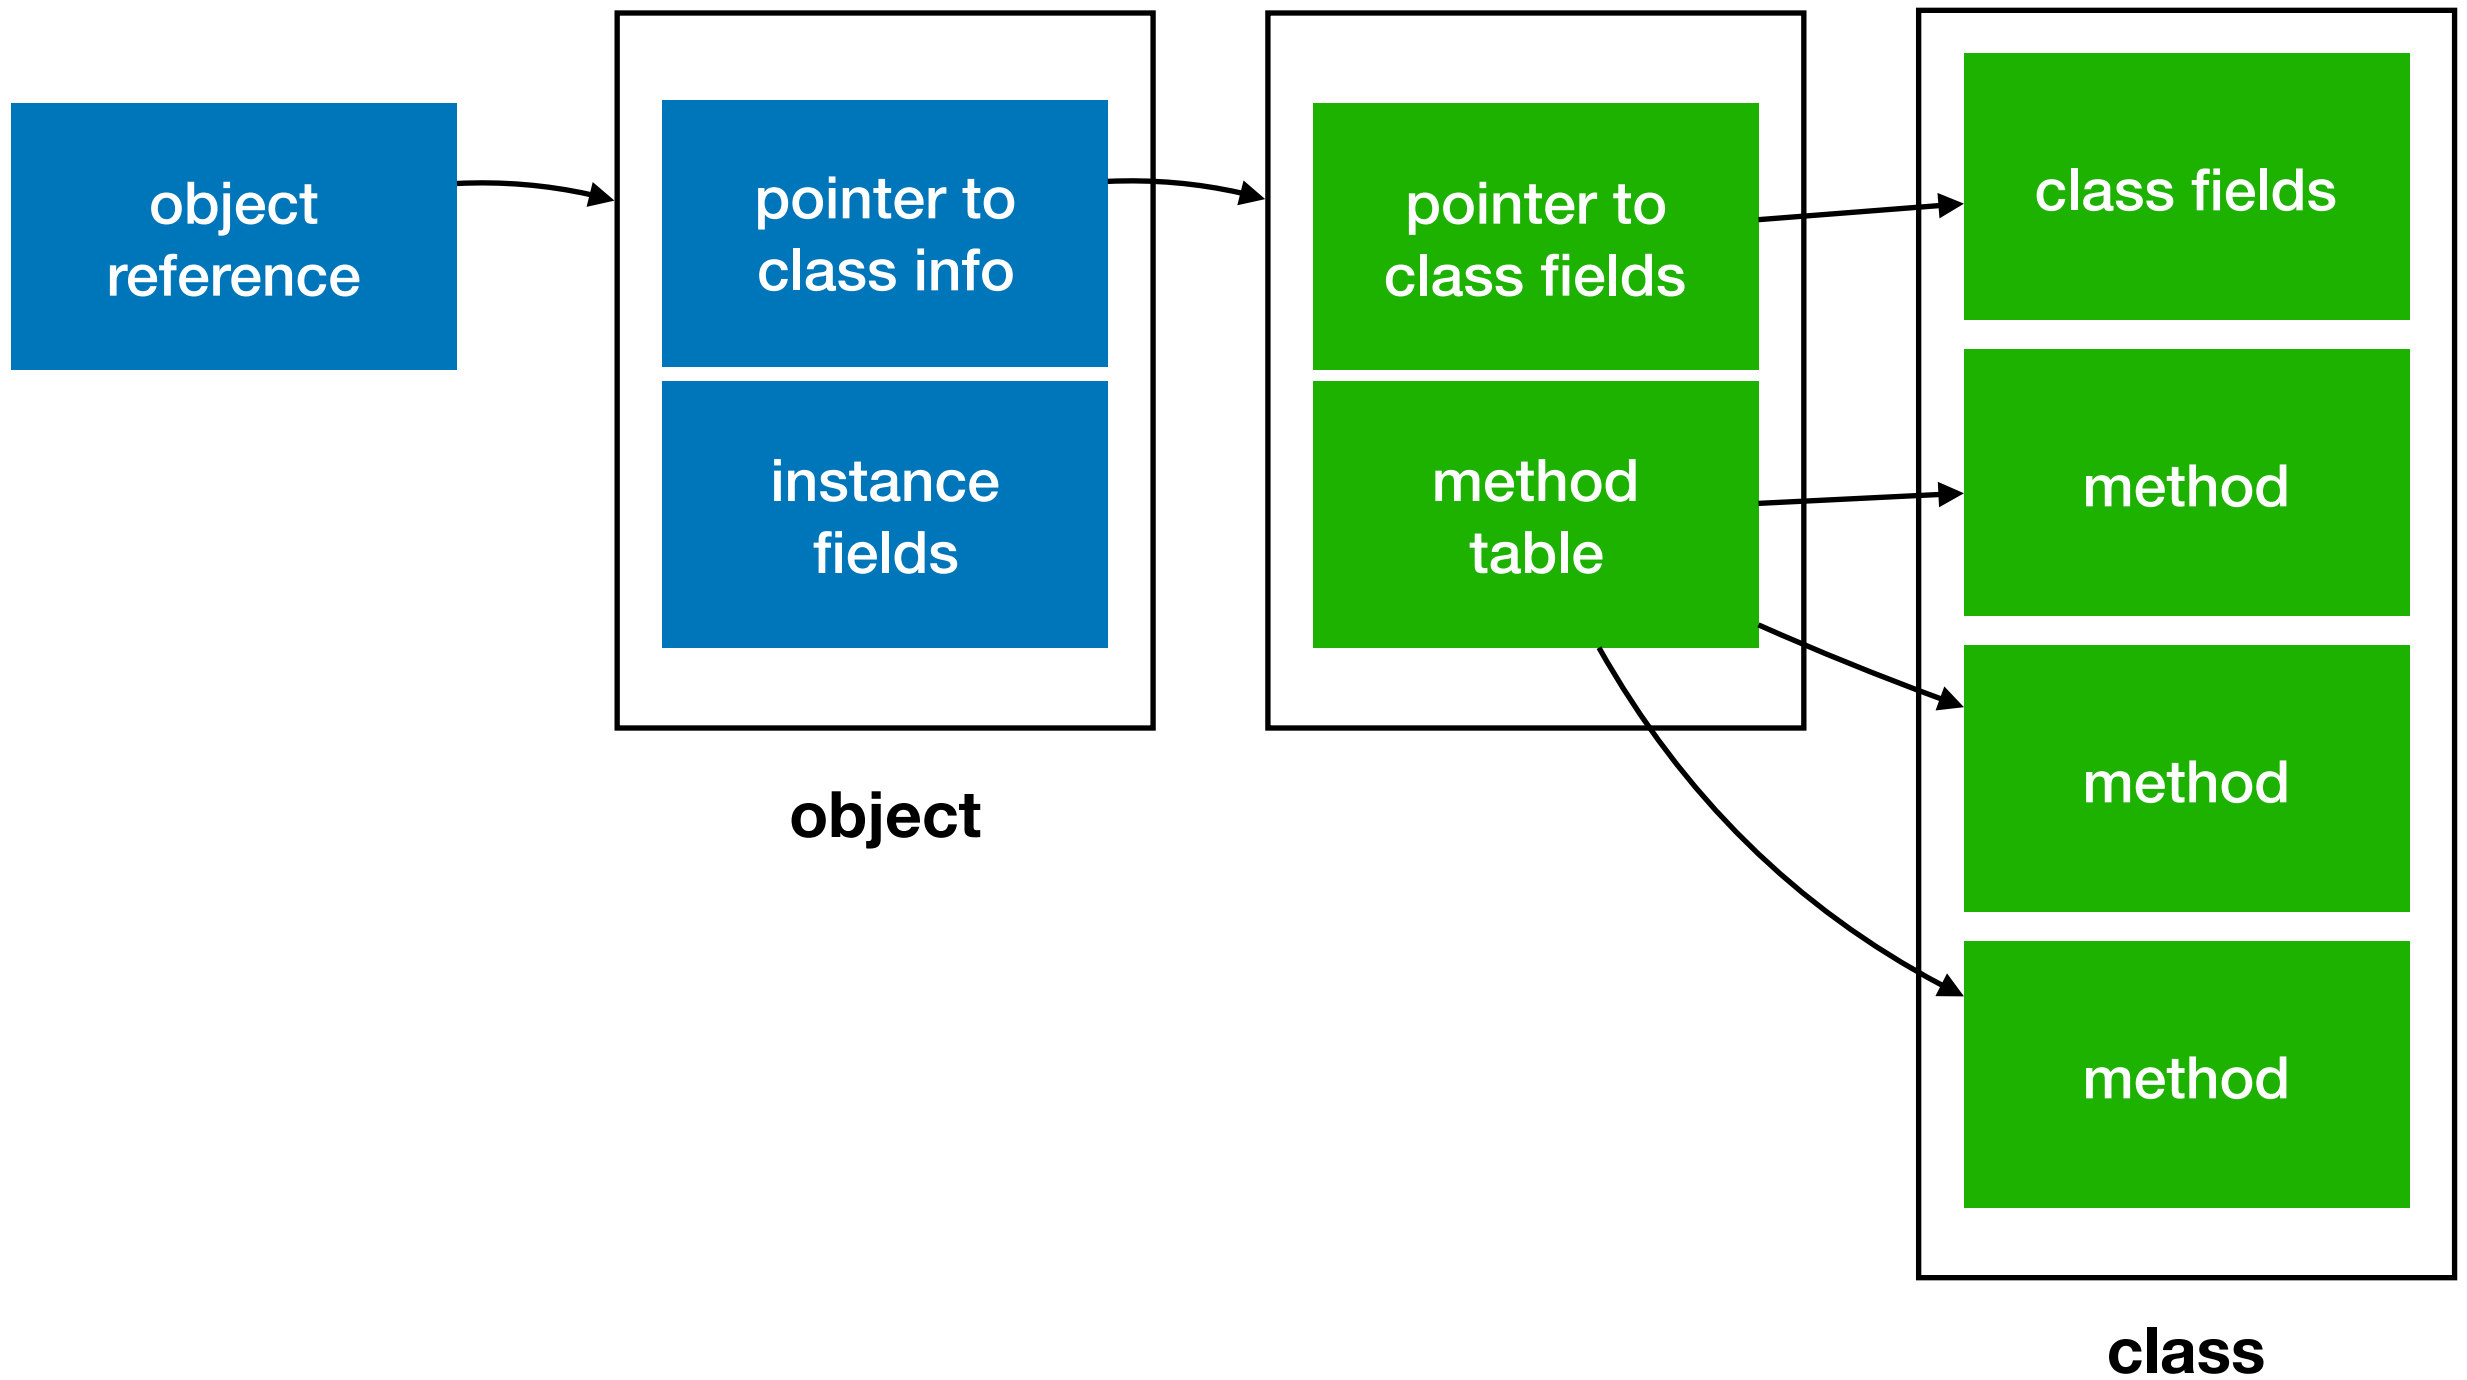 object
reference
pointer to
class info
instance
fields
object
pointer to
class fields
method
table
class fields
method
method
method
class